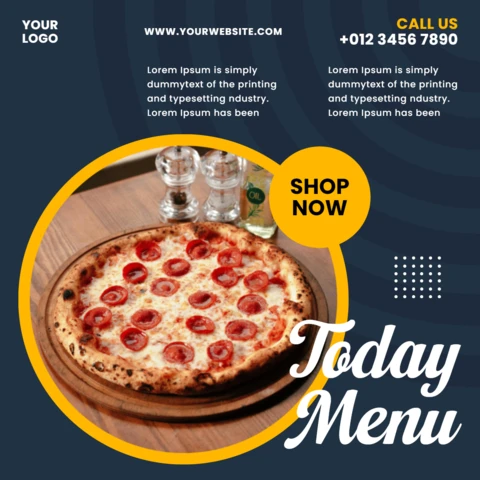 YOUR
LOGO
WWW.YOURWEBSITE.COM
CALL US
+012 3456 7890
Lorem Ipsum is simply
dummytext of the printing
and typesetting ndustry.
Lorem Ipsum has been
Lorem Ipsum is simply
dummytext of the printing
and typesetting ndustry.
Lorem Ipsum has been
SHOP
NOW
OIL
Today
Menu